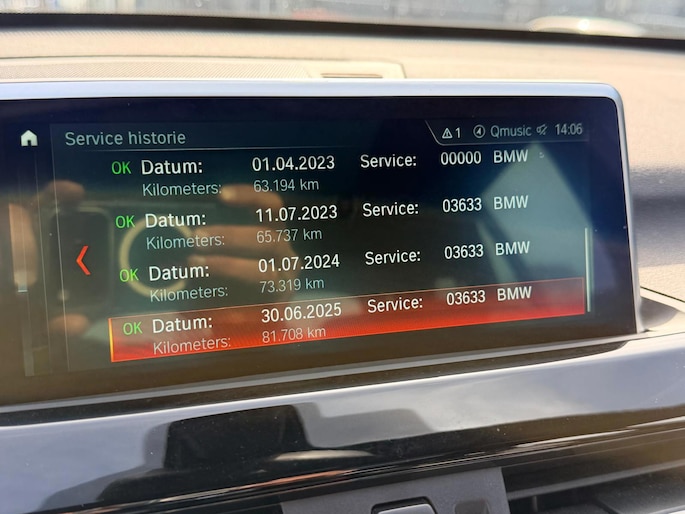 Service historie 1 Qmusic 14:06
OK Datum: 01.04.2023 Service: 00000 BMW
Kilometers: 63.194 km
OK Datum: 11.07.2023 Service: 03633 BMW
Kilometers: 65.737 km
OK Datum: 01.07.2024 Service: 03633 BMW
Kilometers: 73.319 km
OK Datum: 30.06.2025 Service: 03633 BMW
Kilometers: 81.708 km